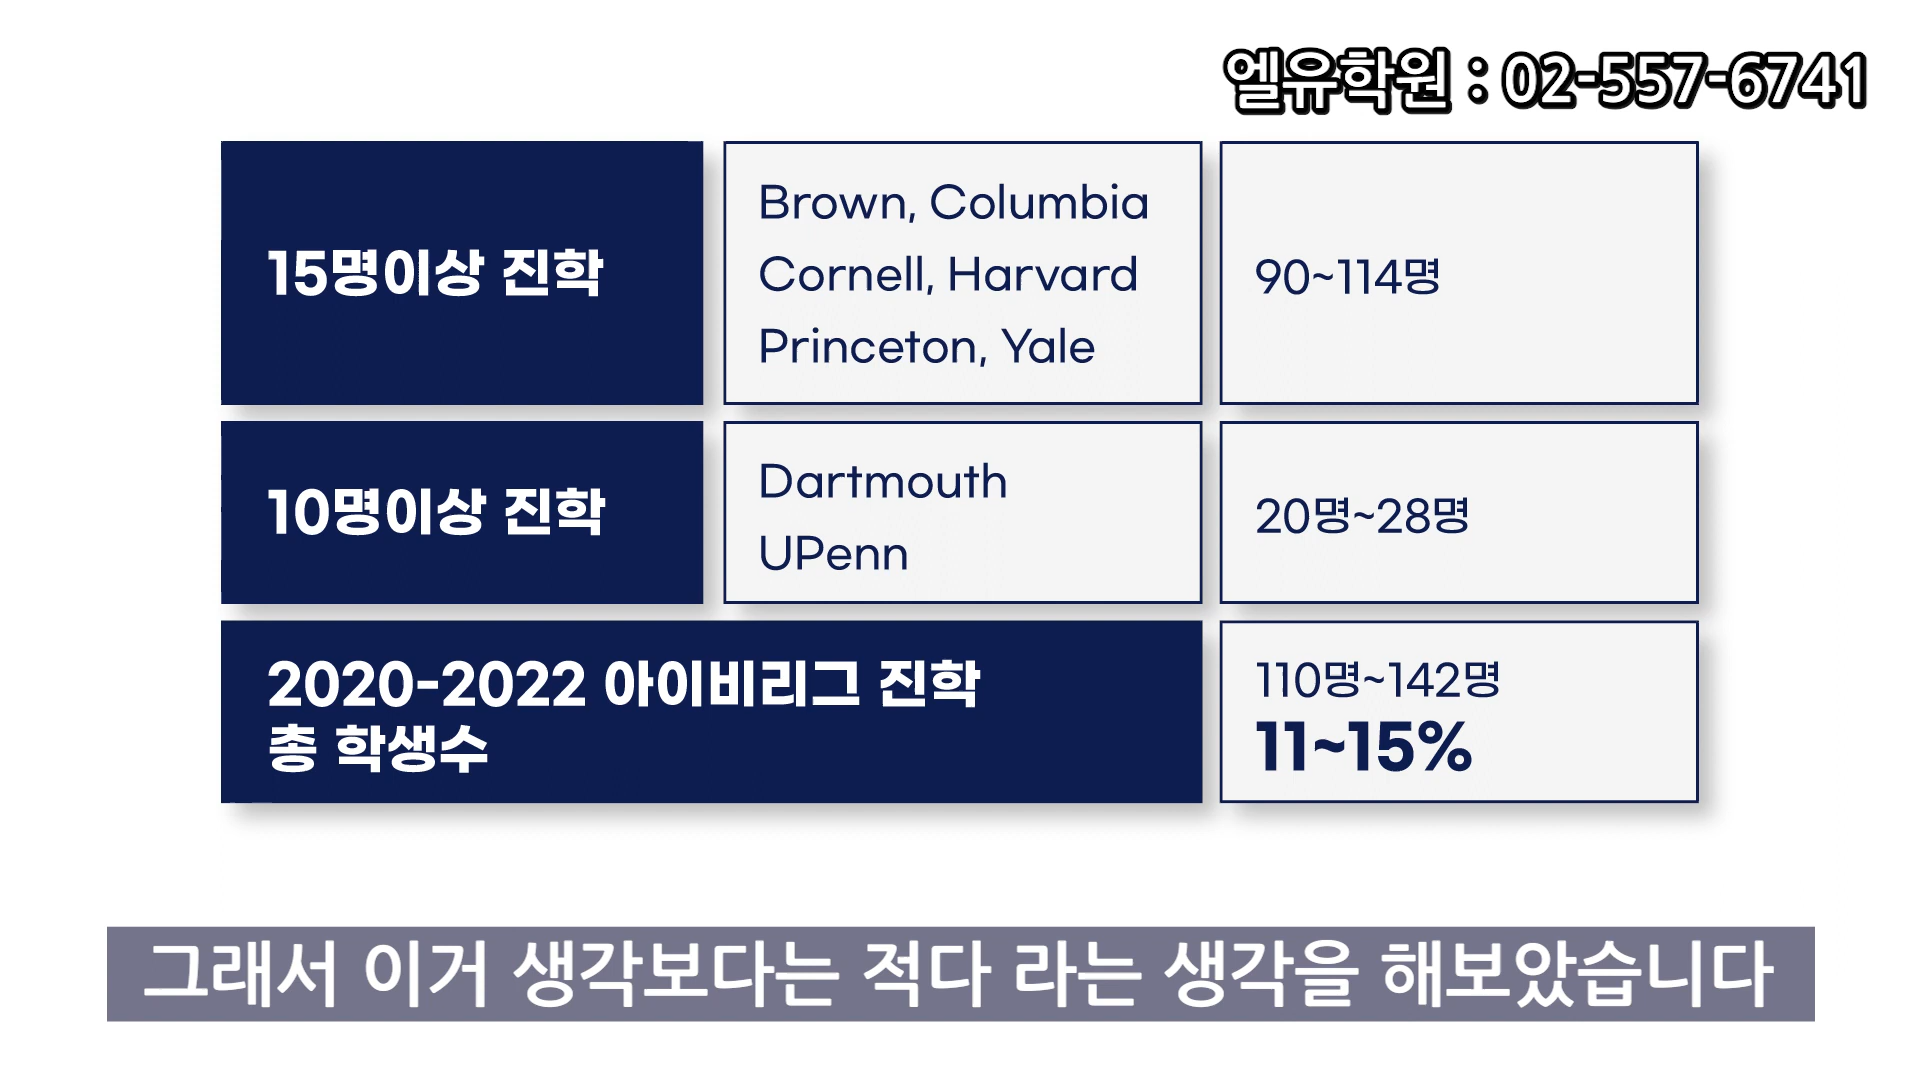 엘유학원 : 02-557-6741
15명이상 진학
Brown, Columbia
Cornell, Harvard
Princeton, Yale
90~114명
10명이상 진학
Dartmouth
UPenn
20명~28명
2020-2022 아이비리그 진학
총 학생수
110명~142명
11~15%
그래서 이거 생각보다는 적다 라는 생각을 해보았습니다